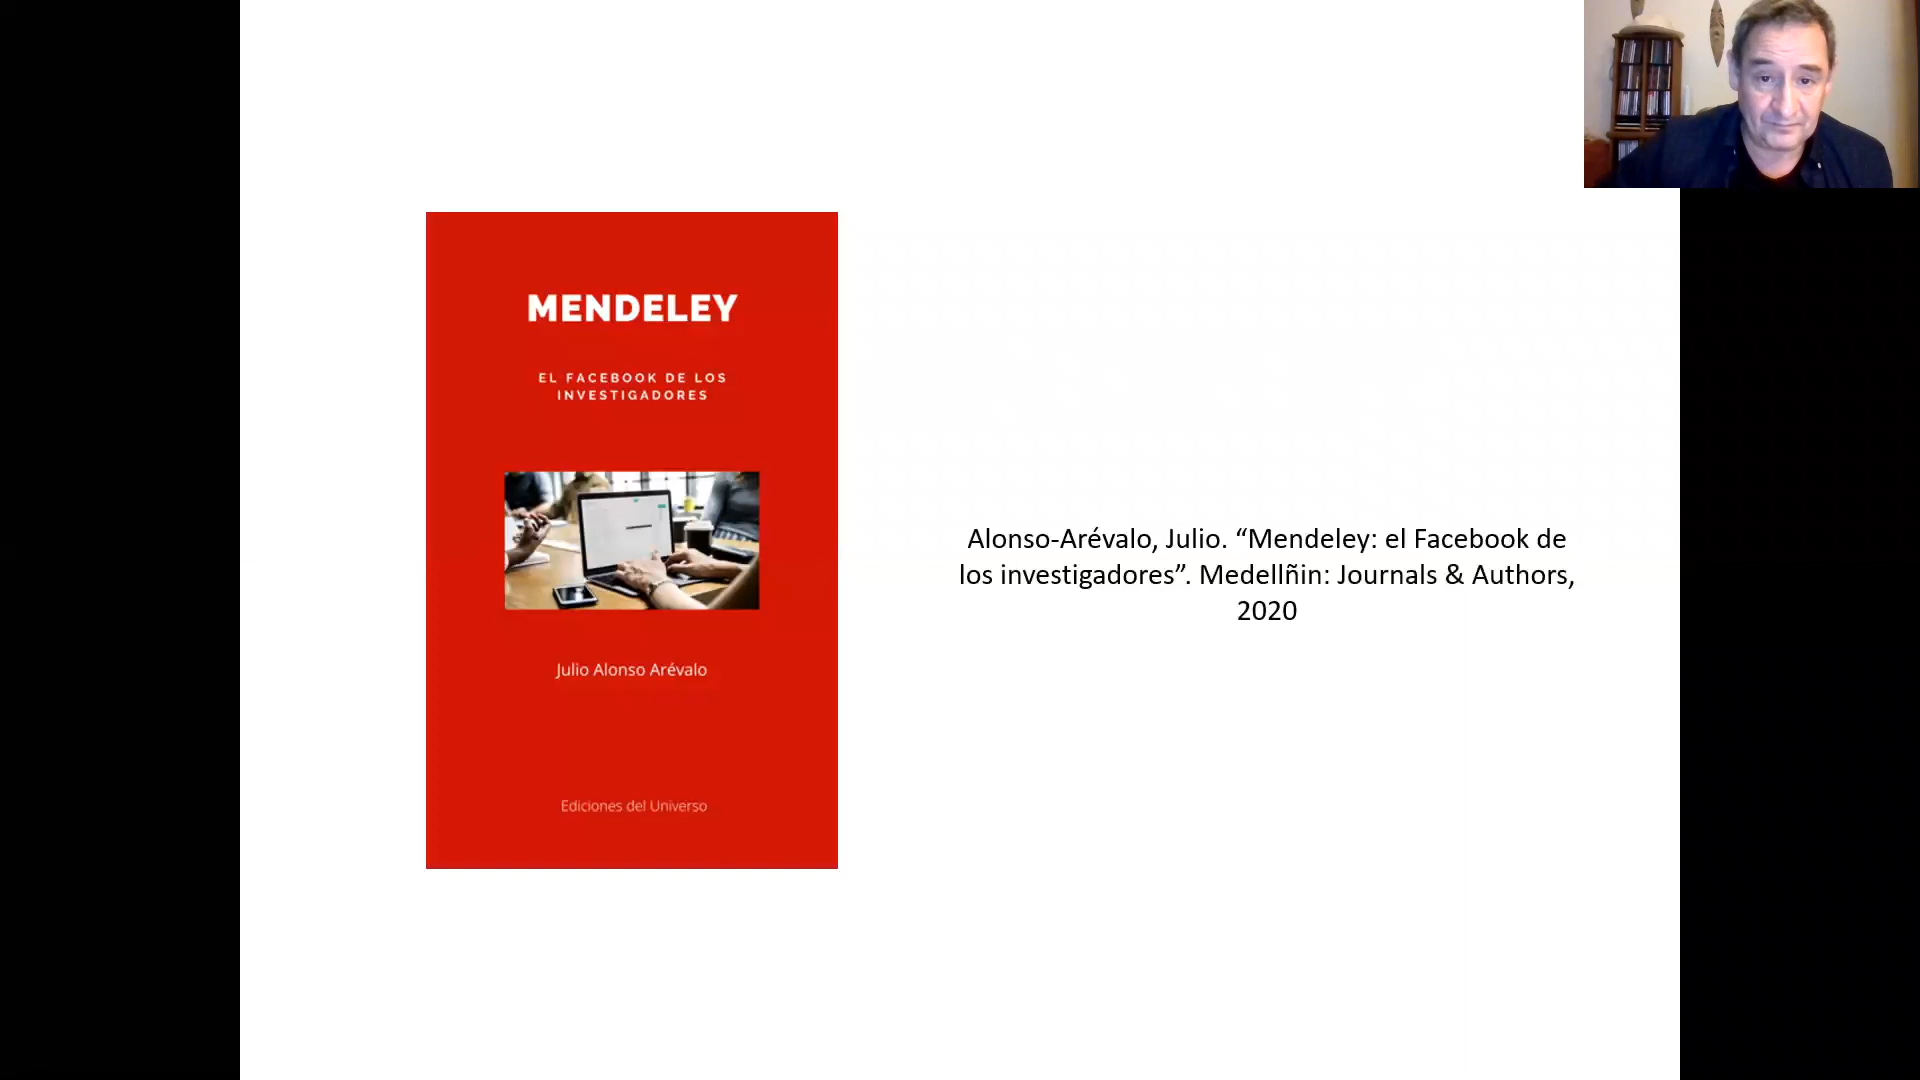 MENDELEY
EL FACEBOOK DE LOS
INVESTIGADORES
Julio Alonso Arévalo
Ediciones del Universo
Alonso-Arévalo, Julio. “Mendeley: el Facebook de
los investigadores”. Medellñin: Journals & Authors,
2020